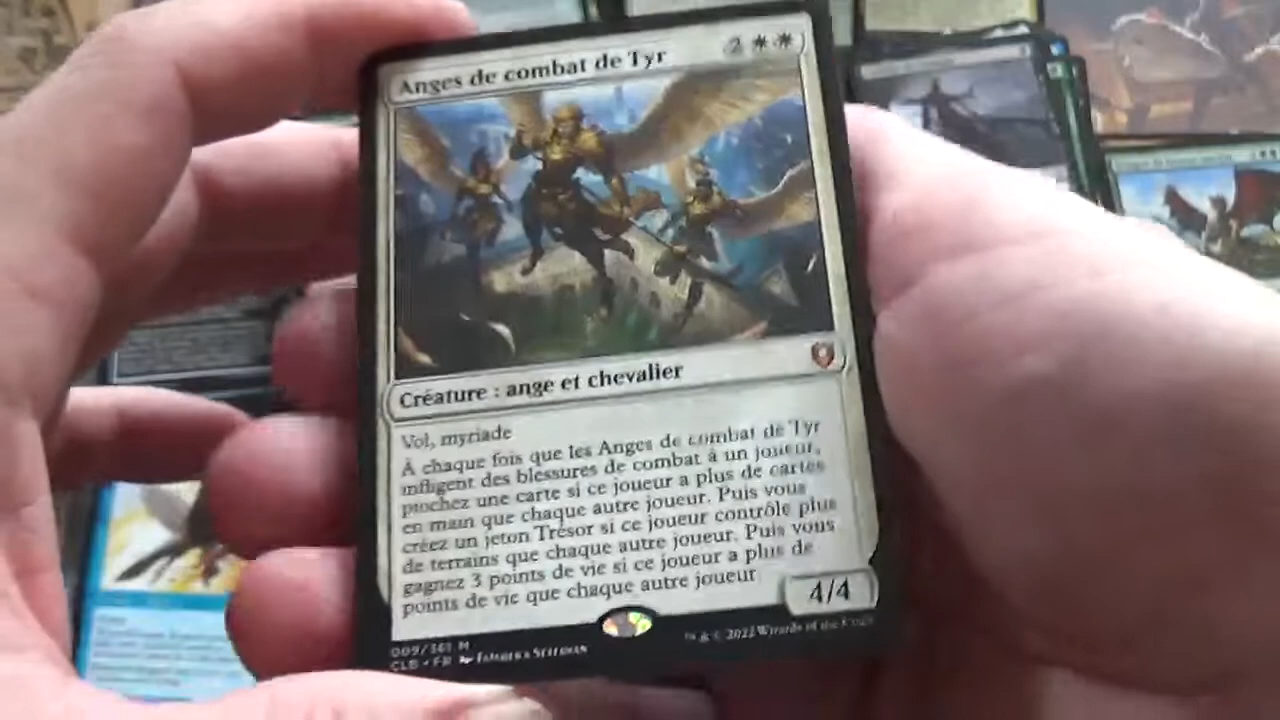 Anges de combat de Tyr
2
Créature : ange et chevalier
Vol, myriade
À chaque fois que les Anges de combat de Tyr
infligent des blessures de combat à un joueur,
piochez une carte si ce joueur a plus de cartes
en main que chaque autre joueur. Puis vous
créez un jeton Trésor si ce joueur contrôle plus
de terrains que chaque autre joueur. Puis vous
gagnez 3 points de vie si ce joueur a plus de
points de vie que chaque autre joueur
4/4
009/361 M
CLB • FR
™ & © 2022 Wizards of the Coast